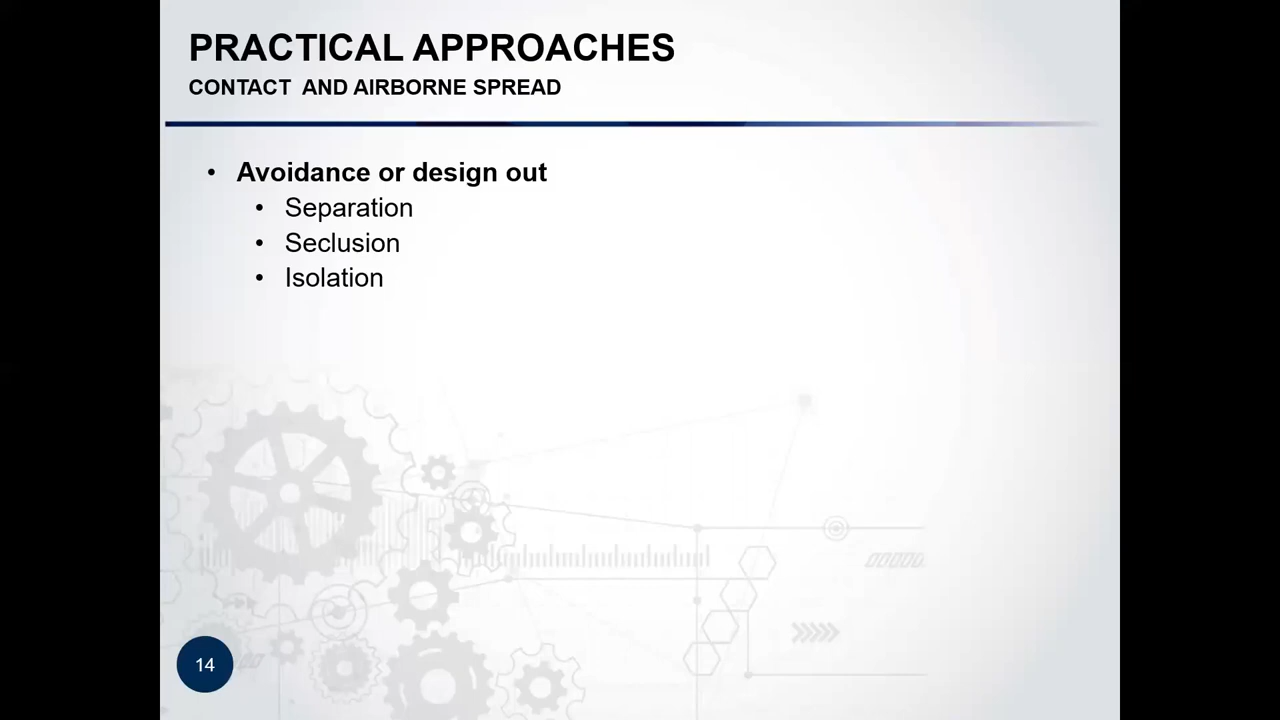 PRACTICAL APPROACHES
CONTACT  AND AIRBORNE SPREAD
• Avoidance or design out
• Separation
• Seclusion
• Isolation
14